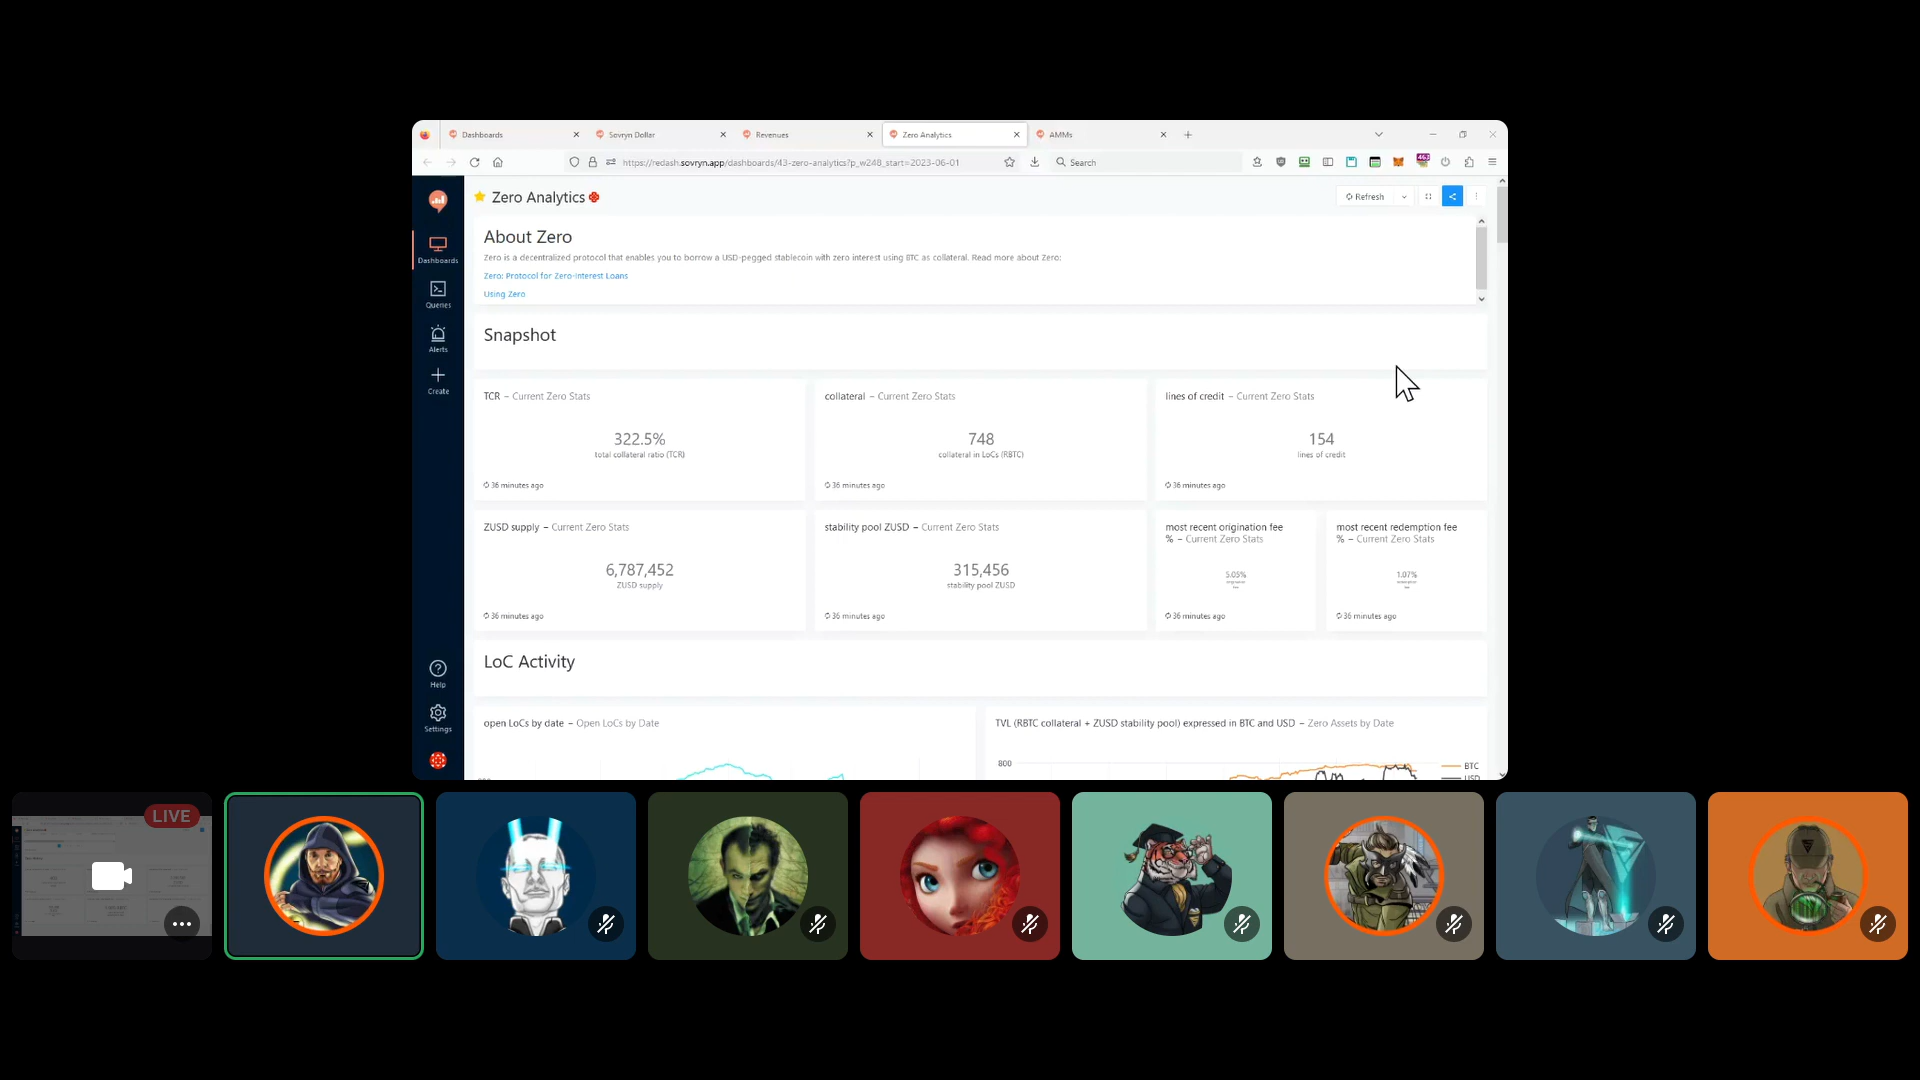 Dashboards
Sovryn Dollar
Revenues
Zero Analytics
AMMs
https://redash.sovryn.app/dashboards/43-zero-analytics?p_w248_start=2023-06-01
Search
463
Zero Analytics
Refresh
Dashboards
Queries
Alerts
Create
Help
Settings
About Zero
Zero is a decentralized protocol that enables you to borrow a USD-pegged stablecoin with zero interest using BTC as collateral. Read more about Zero:
Zero: Protocol for Zero-Interest Loans
Using Zero
Snapshot
TCR – Current Zero Stats
322.5%
total collateral ratio (TCR)
36 minutes ago
collateral – Current Zero Stats
748
collateral in LoCs (RBTC)
36 minutes ago
lines of credit – Current Zero Stats
154
lines of credit
36 minutes ago
ZUSD supply – Current Zero Stats
6,787,452
ZUSD supply
36 minutes ago
stability pool ZUSD – Current Zero Stats
315,456
stability pool ZUSD
36 minutes ago
most recent origination fee
% – Current Zero Stats
5.05%
36 minutes ago
most recent redemption fee
% – Current Zero Stats
1.07%
36 minutes ago
LoC Activity
open LoCs by date – Open LoCs by Date
TVL (RBTC collateral + ZUSD stability pool) expressed in BTC and USD – Zero Assets by Date
800
BTC
USD
LIVE